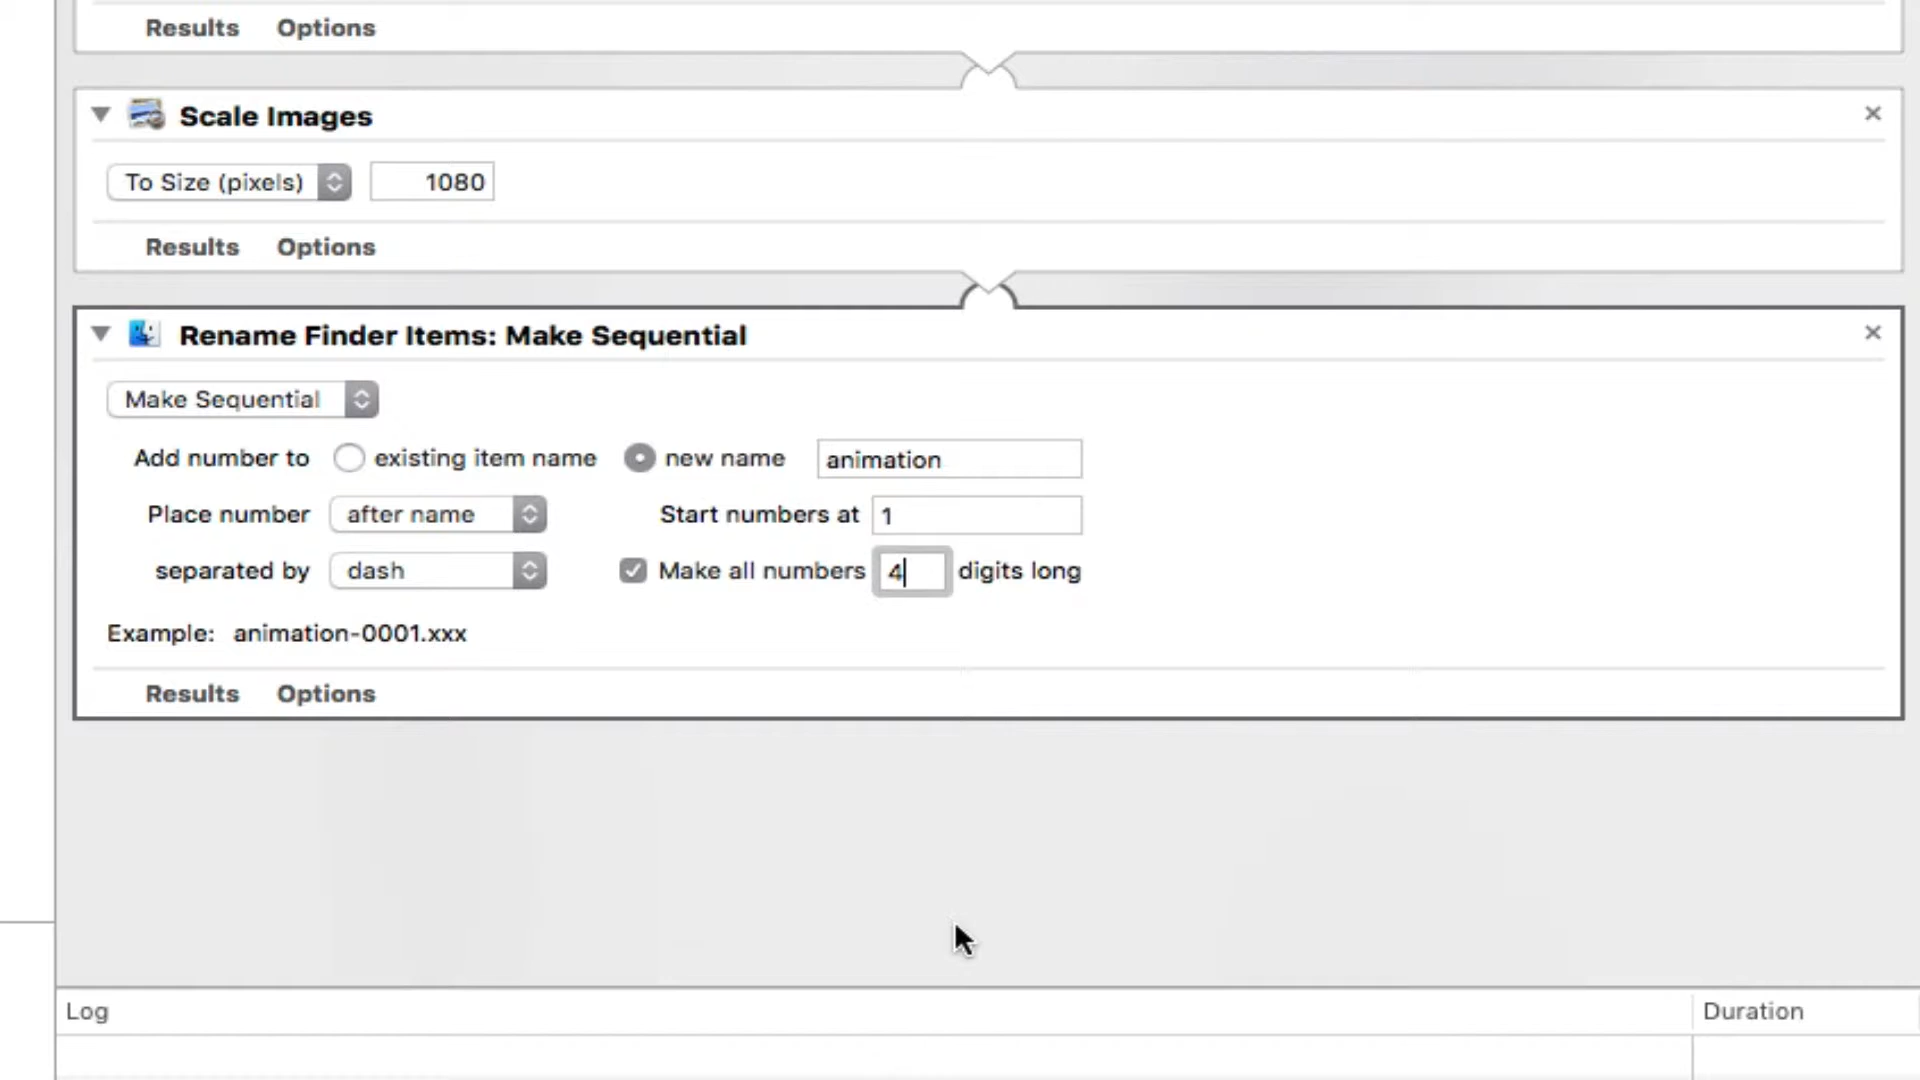 Results Options
Scale Images
To Size (pixels) 1080
Results Options
Rename Finder Items: Make Sequential
Make Sequential
Add number to existing item name new name animation
Place number after name Start numbers at 1
separated by dash Make all numbers 4 digits long
Example: animation-0001.xxx
Results Options
Log Duration